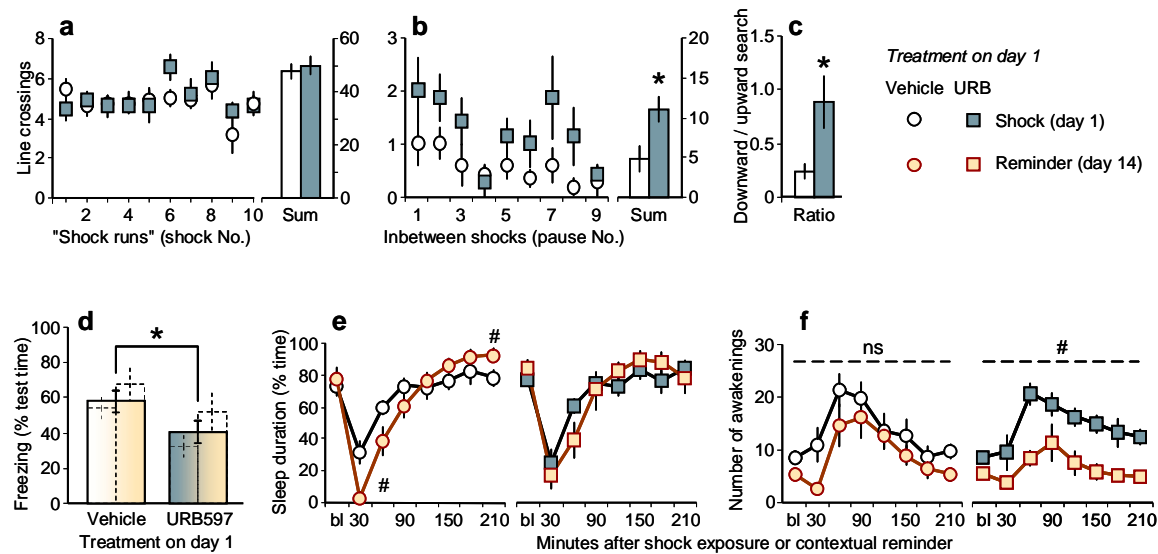 a
b
c
8
6
4
2
0
Line crossings
2
4
6
8
10
"Shock runs" (shock No.)
60
40
20
0
Sum
3
2
1
0
1
3
5
7
9
Inbetween shocks (pause No.)
20
15
10
5
0
*
Sum
1.5
1.0
0.5
0
Downward / upward search
*
Ratio
Treatment on day 1
Vehicle URB
Shock (day 1)
Reminder (day 14)
d
e
f
100
80
60
40
20
0
Freezing (% test time)
*
Vehicle
URB597
Treatment on day 1
100
80
60
40
20
0
Sleep duration (% time)
#
#
bl 30 90 150 210
bl 30 90 150 210
30
20
10
0
Number of awakenings
ns
#
bl 30 90 150 210
bl 30 90 150 210
Minutes after shock exposure or contextual reminder